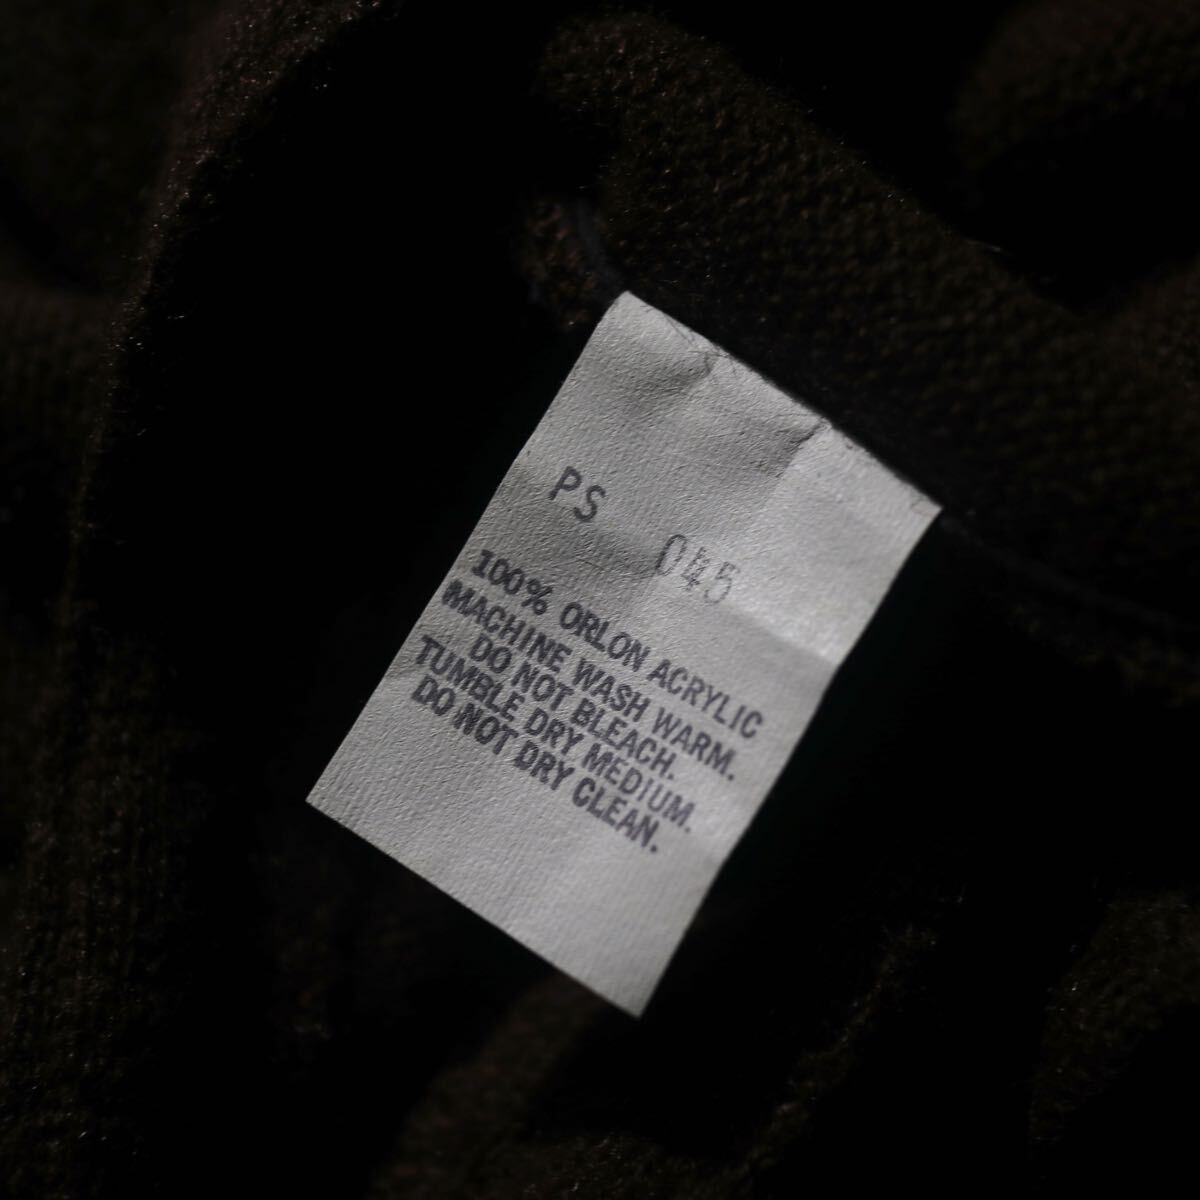 PS 045
100% ORLON ACRYLIC
MACHINE WASH WARM.
DO NOT BLEACH.
TUMBLE DRY MEDIUM.
DO NOT DRY CLEAN.